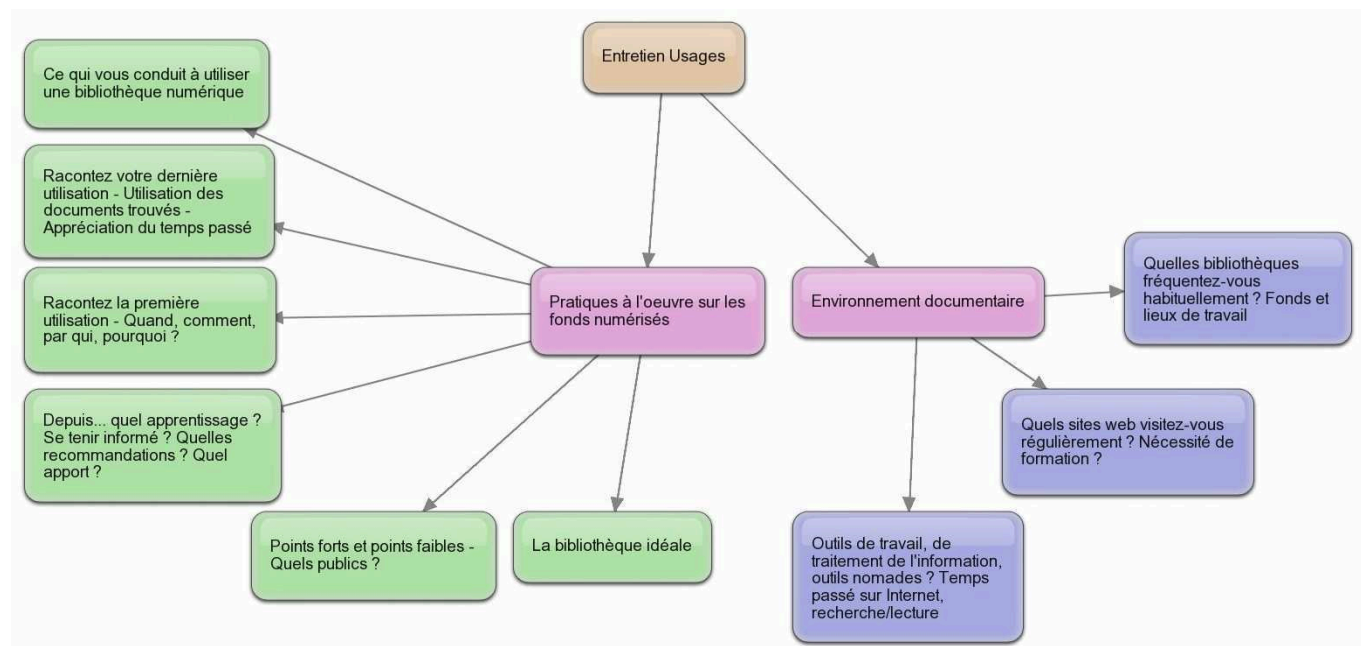 Entretien Usages
Ce qui vous conduit à utiliser
une bibliothèque numérique
Racontez votre dernière
utilisation - Utilisation des
documents trouvés -
Appréciation du temps passé
Racontez la première
utilisation - Quand, comment,
par qui, pourquoi ?
Depuis... quel apprentissage ?
Se tenir informé ? Quelles
recommandations ? Quel
apport ?
Points forts et points faibles -
Quels publics ?
La bibliothèque idéale
Pratiques à l'oeuvre sur les
fonds numérisés
Environnement documentaire
Quelles bibliothèques
fréquentez-vous
habituellement ? Fonds et
lieux de travail
Quels sites web visitez-vous
régulièrement ? Nécessité de
formation ?
Outils de travail, de
traitement de l'information,
outils nomades ? Temps
passé sur Internet,
recherche/lecture